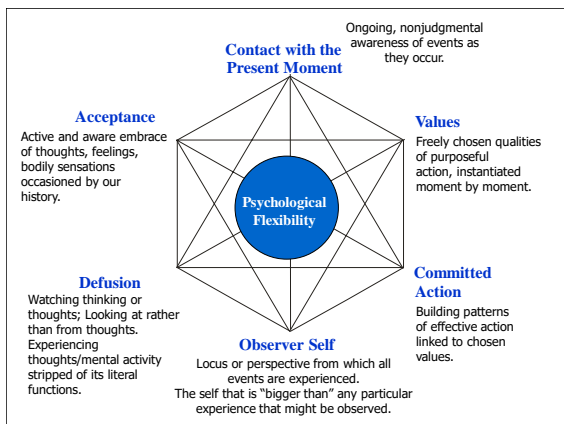 Contact with the
Present Moment
Ongoing, nonjudgmental
awareness of events as
they occur.
Acceptance
Active and aware embrace
of thoughts, feelings,
bodily sensations
occasioned by our
history.
Values
Freely chosen qualities
of purposeful
action, instantiated
moment by moment.
Psychological
Flexibility
Defusion
Watching thinking or
thoughts; Looking at rather
than from thoughts.
Experiencing
thoughts/mental activity
stripped of its literal
functions.
Committed
Action
Building patterns
of effective action
linked to chosen
values.
Observer Self
Locus or perspective from which all
events are experienced.
The self that is “bigger than” any particular
experience that might be observed.